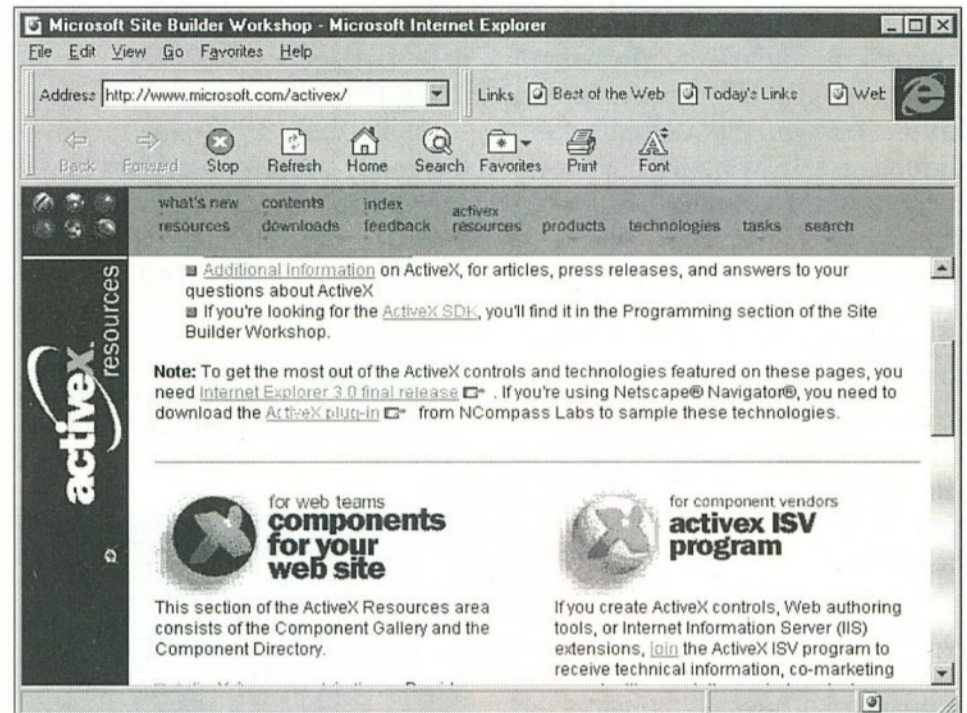 Microsoft Site Builder Workshop - Microsoft Internet Explorer
File Edit View Go Favorites Help
Address http://www.microsoft.com/activex/ Links Best of the Web Today's Links Web
Back Forward Stop Refresh Home Search Favorites Print Font
what's new contents index activex
resources downloads feedback resources products technologies tasks search
activex. resources
Additional information on ActiveX, for articles, press releases, and answers to your
questions about ActiveX
If you're looking for the ActiveX SDK, you'll find it in the Programming section of the Site
Builder Workshop.
Note: To get the most out of the ActiveX controls and technologies featured on these pages, you
need Internet Explorer 3.0 final release . If you're using Netscape® Navigator®, you need to
download the ActiveX plug-in from NCompass Labs to sample these technologies.
for web teams
components
for your
web site
This section of the ActiveX Resources area
consists of the Component Gallery and the
Component Directory.
for component vendors
activex ISV
program
If you create ActiveX controls, Web authoring
tools, or Internet Information Server (IIS)
extensions, join the ActiveX ISV program to
receive technical information, co-marketing